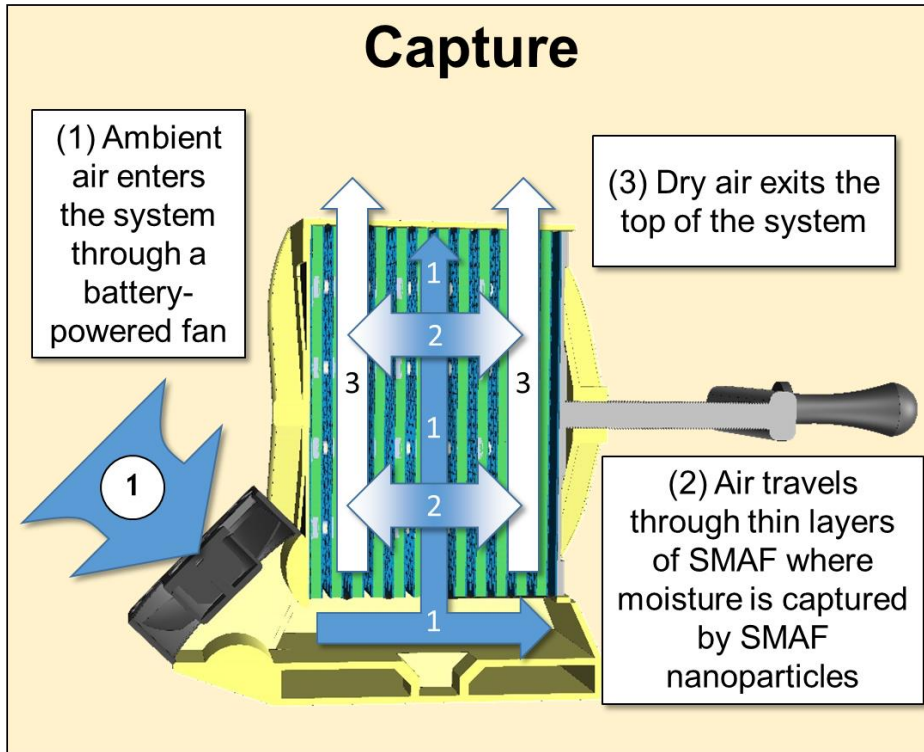 Capture
(1) Ambient
air enters
the system
through a
battery-
powered fan
(3) Dry air exits the
top of the system
1
2
3
3
1
1
2
1
(2) Air travels
through thin layers
of SMAF where
moisture is captured
by SMAF
nanoparticles